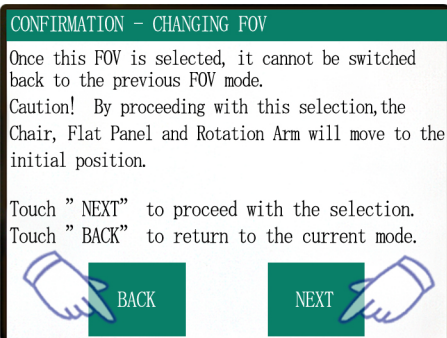 CONFIRMATION - CHANGING FOV
Once this FOV is selected, it cannot be switched
back to the previous FOV mode.
Caution! By proceeding with this selection,the
Chair, Flat Panel and Rotation Arm will move to the
initial position.
Touch ” NEXT” to proceed with the selection.
Touch ” BACK” to return to the current mode.
BACK
NEXT